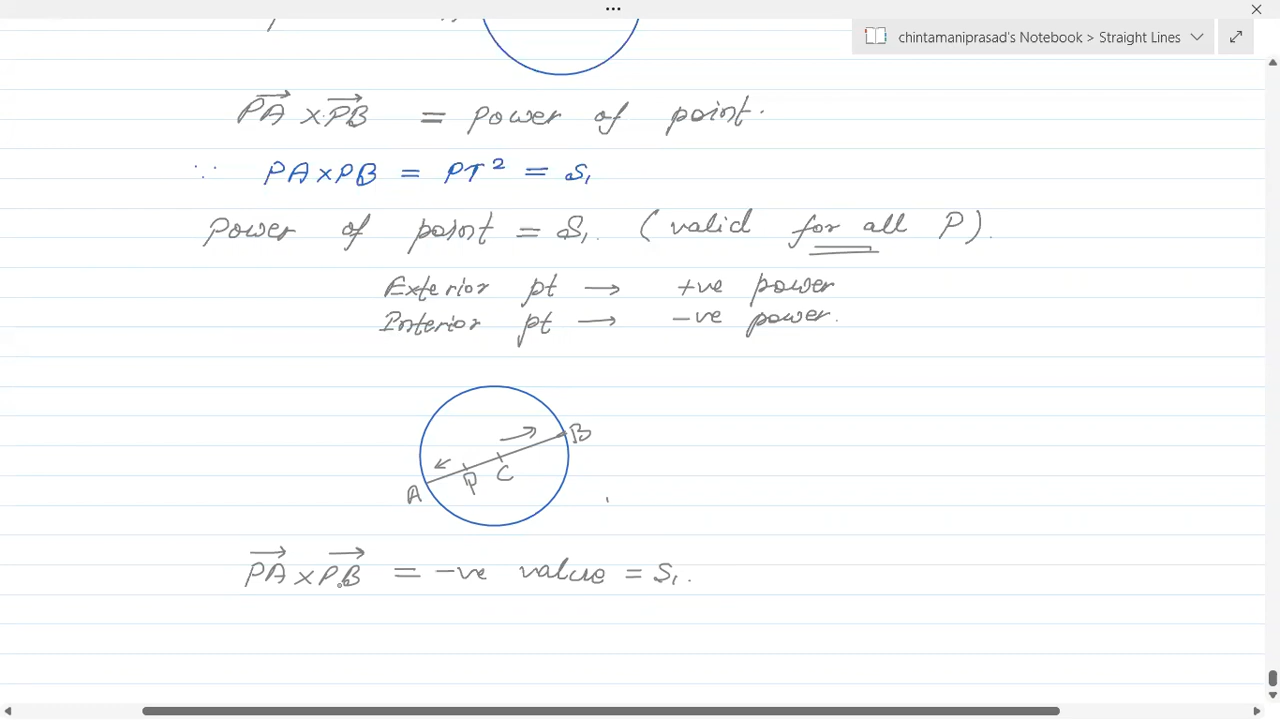 chintamaniprasad's Notebook > Straight Lines
PA × PB = Power of point.
∵ PA×PB = PT² = S₁
Power of point = S₁. (valid for all P).
Exterior pt → +ve power
Interior pt → -ve power.
B
P C
A
PA × PB = -ve value = S₁.